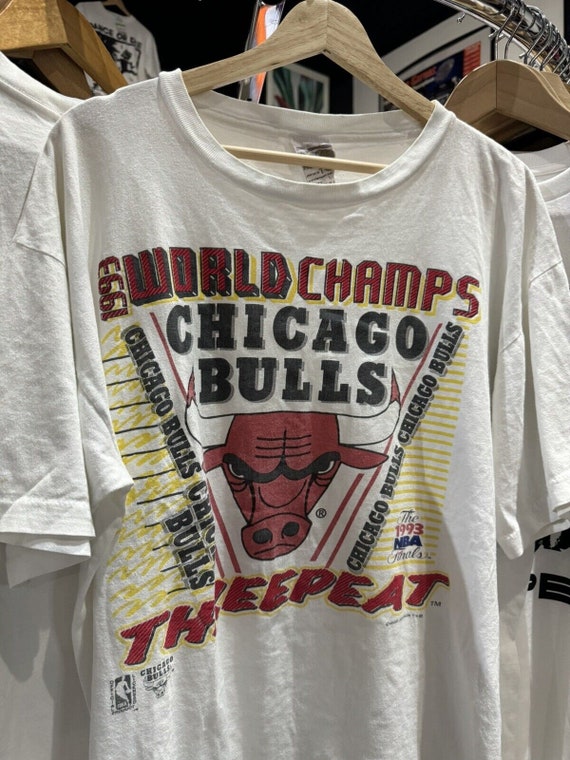 1993 WORLD CHAMPS
CHICAGO
BULLS
CHICAGO BULLS CHICAGO BULLS
CHICAGO BULLS CHICAGO BULLS
®
The
1993
NBA
Finals
THREEPEAT™
CHICAGO
BULLS